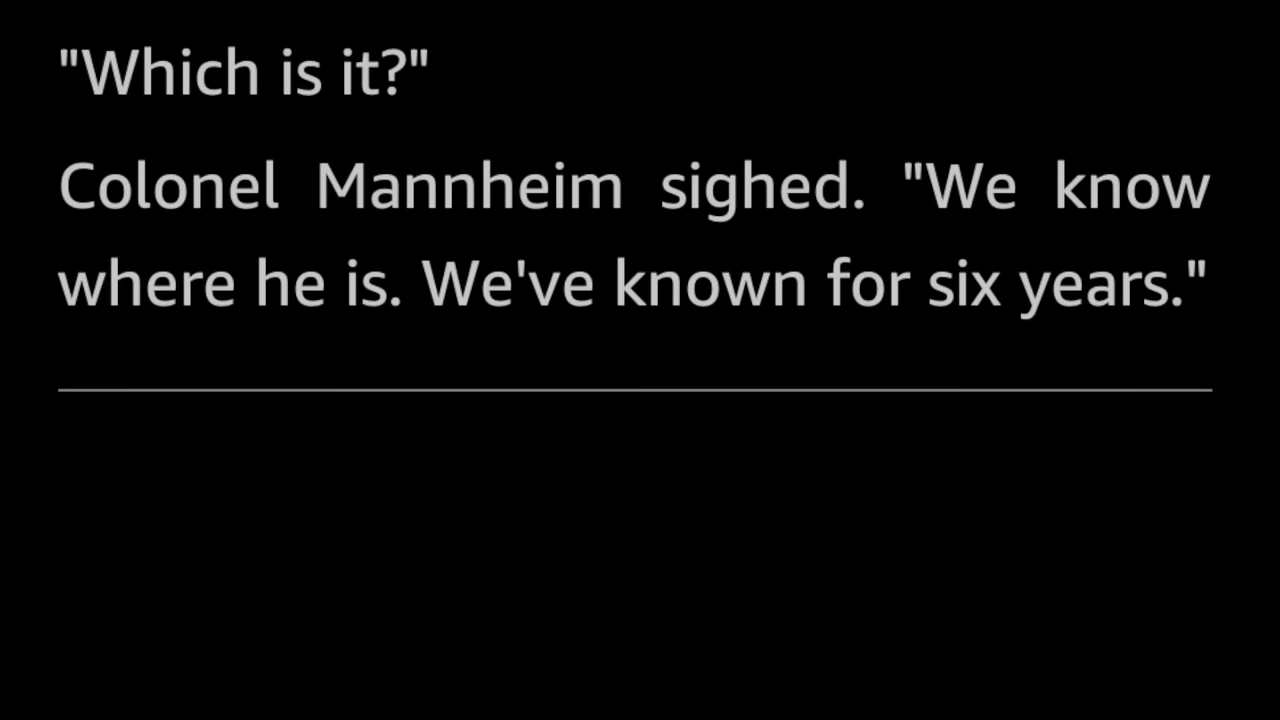 "Which is it?"
Colonel Mannheim sighed. "We know
where he is. We've known for six years."